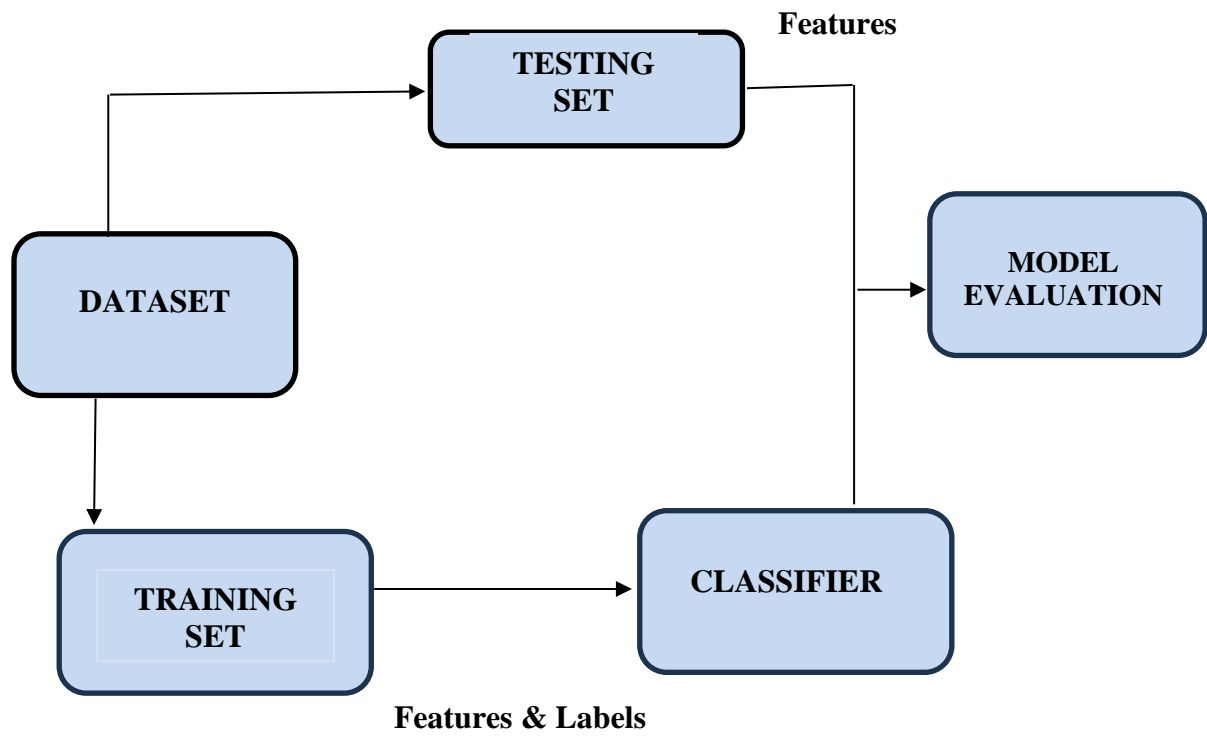 Features
TESTING
SET
DATASET
MODEL
EVALUATION
TRAINING
SET
CLASSIFIER
Features & Labels